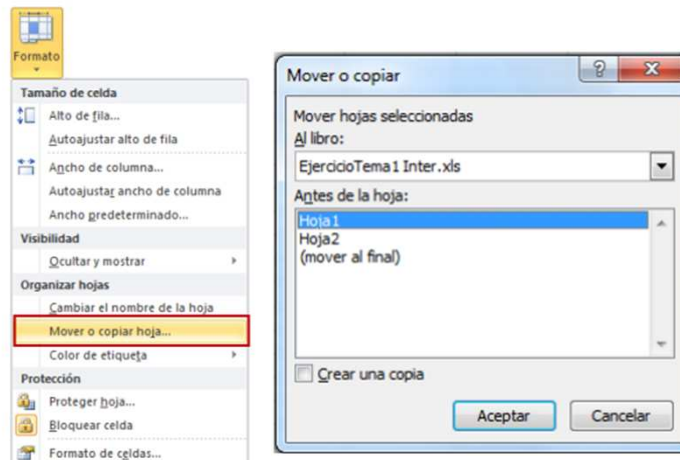 Formato
Tamaño de celda
Alto de fila...
Autoajustar alto de fila
Ancho de columna...
Autoajustar ancho de columna
Ancho predeterminado...
Visibilidad
Ocultar y mostrar
Organizar hojas
Cambiar el nombre de la hoja
Mover o copiar hoja...
Color de etiqueta
Protección
Proteger hoja...
Bloquear celda
Formato de celdas...
Mover o copiar
?
Mover hojas seleccionadas
Al libro:
EjercicioTema1 Inter.xls
Antes de la hoja:
Hoja1
Hoja2
(mover al final)
Crear una copia
Aceptar
Cancelar